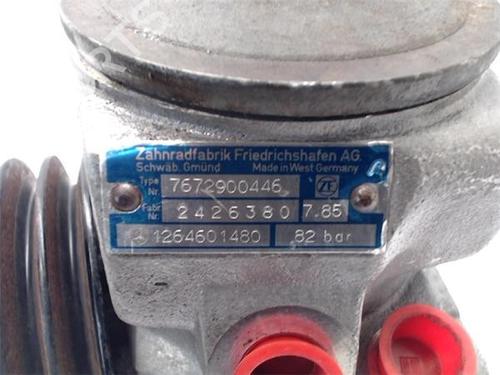 Zahnradfabrik Friedrichshafen AG.
Schwäb. Gmünd Made in West Germany
Type Nr. 7672900446 ZF
Fabr Nr. 2426380 7.85
1264601480 82 bar